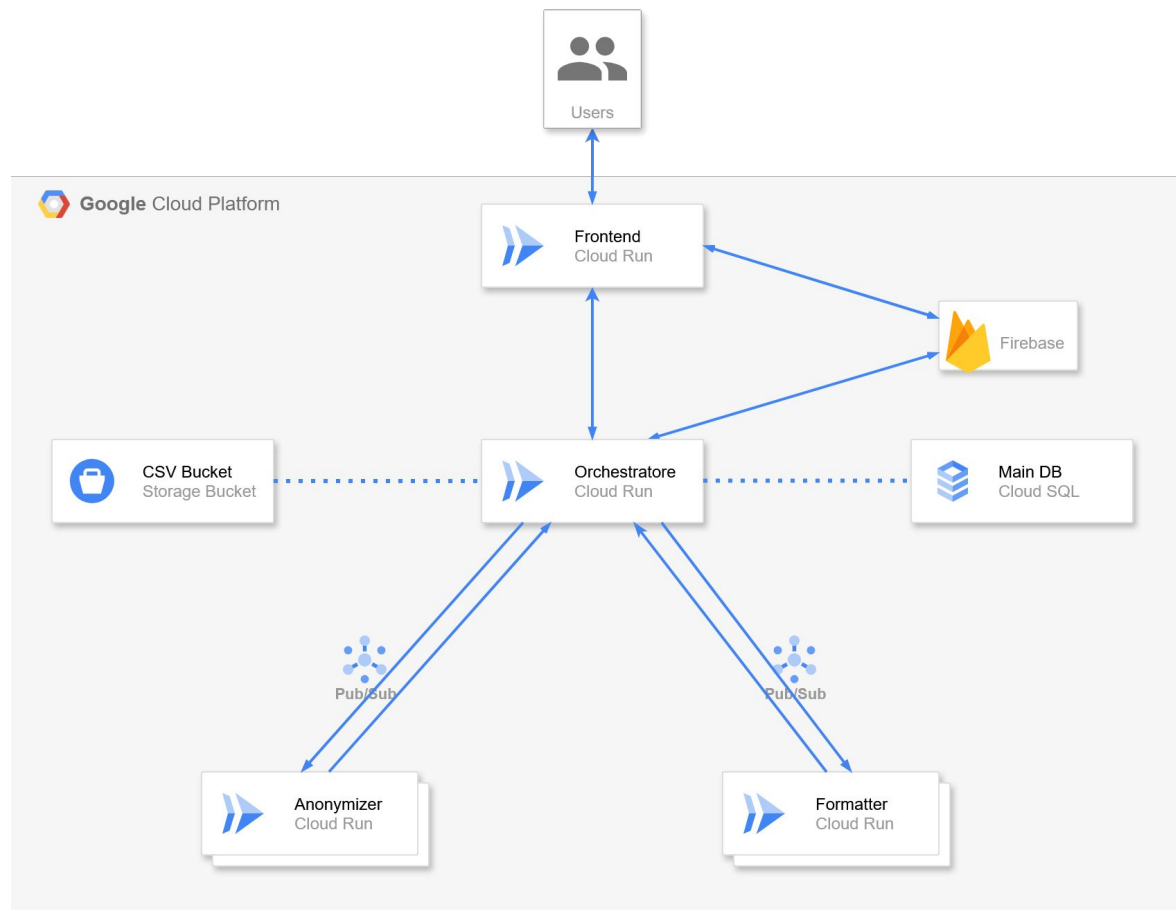 Users
Google Cloud Platform
Frontend
Cloud Run
Firebase
CSV Bucket
Storage Bucket
Orchestratore
Cloud Run
Main DB
Cloud SQL
Pub/Sub
Pub/Sub
Anonymizer
Cloud Run
Formatter
Cloud Run